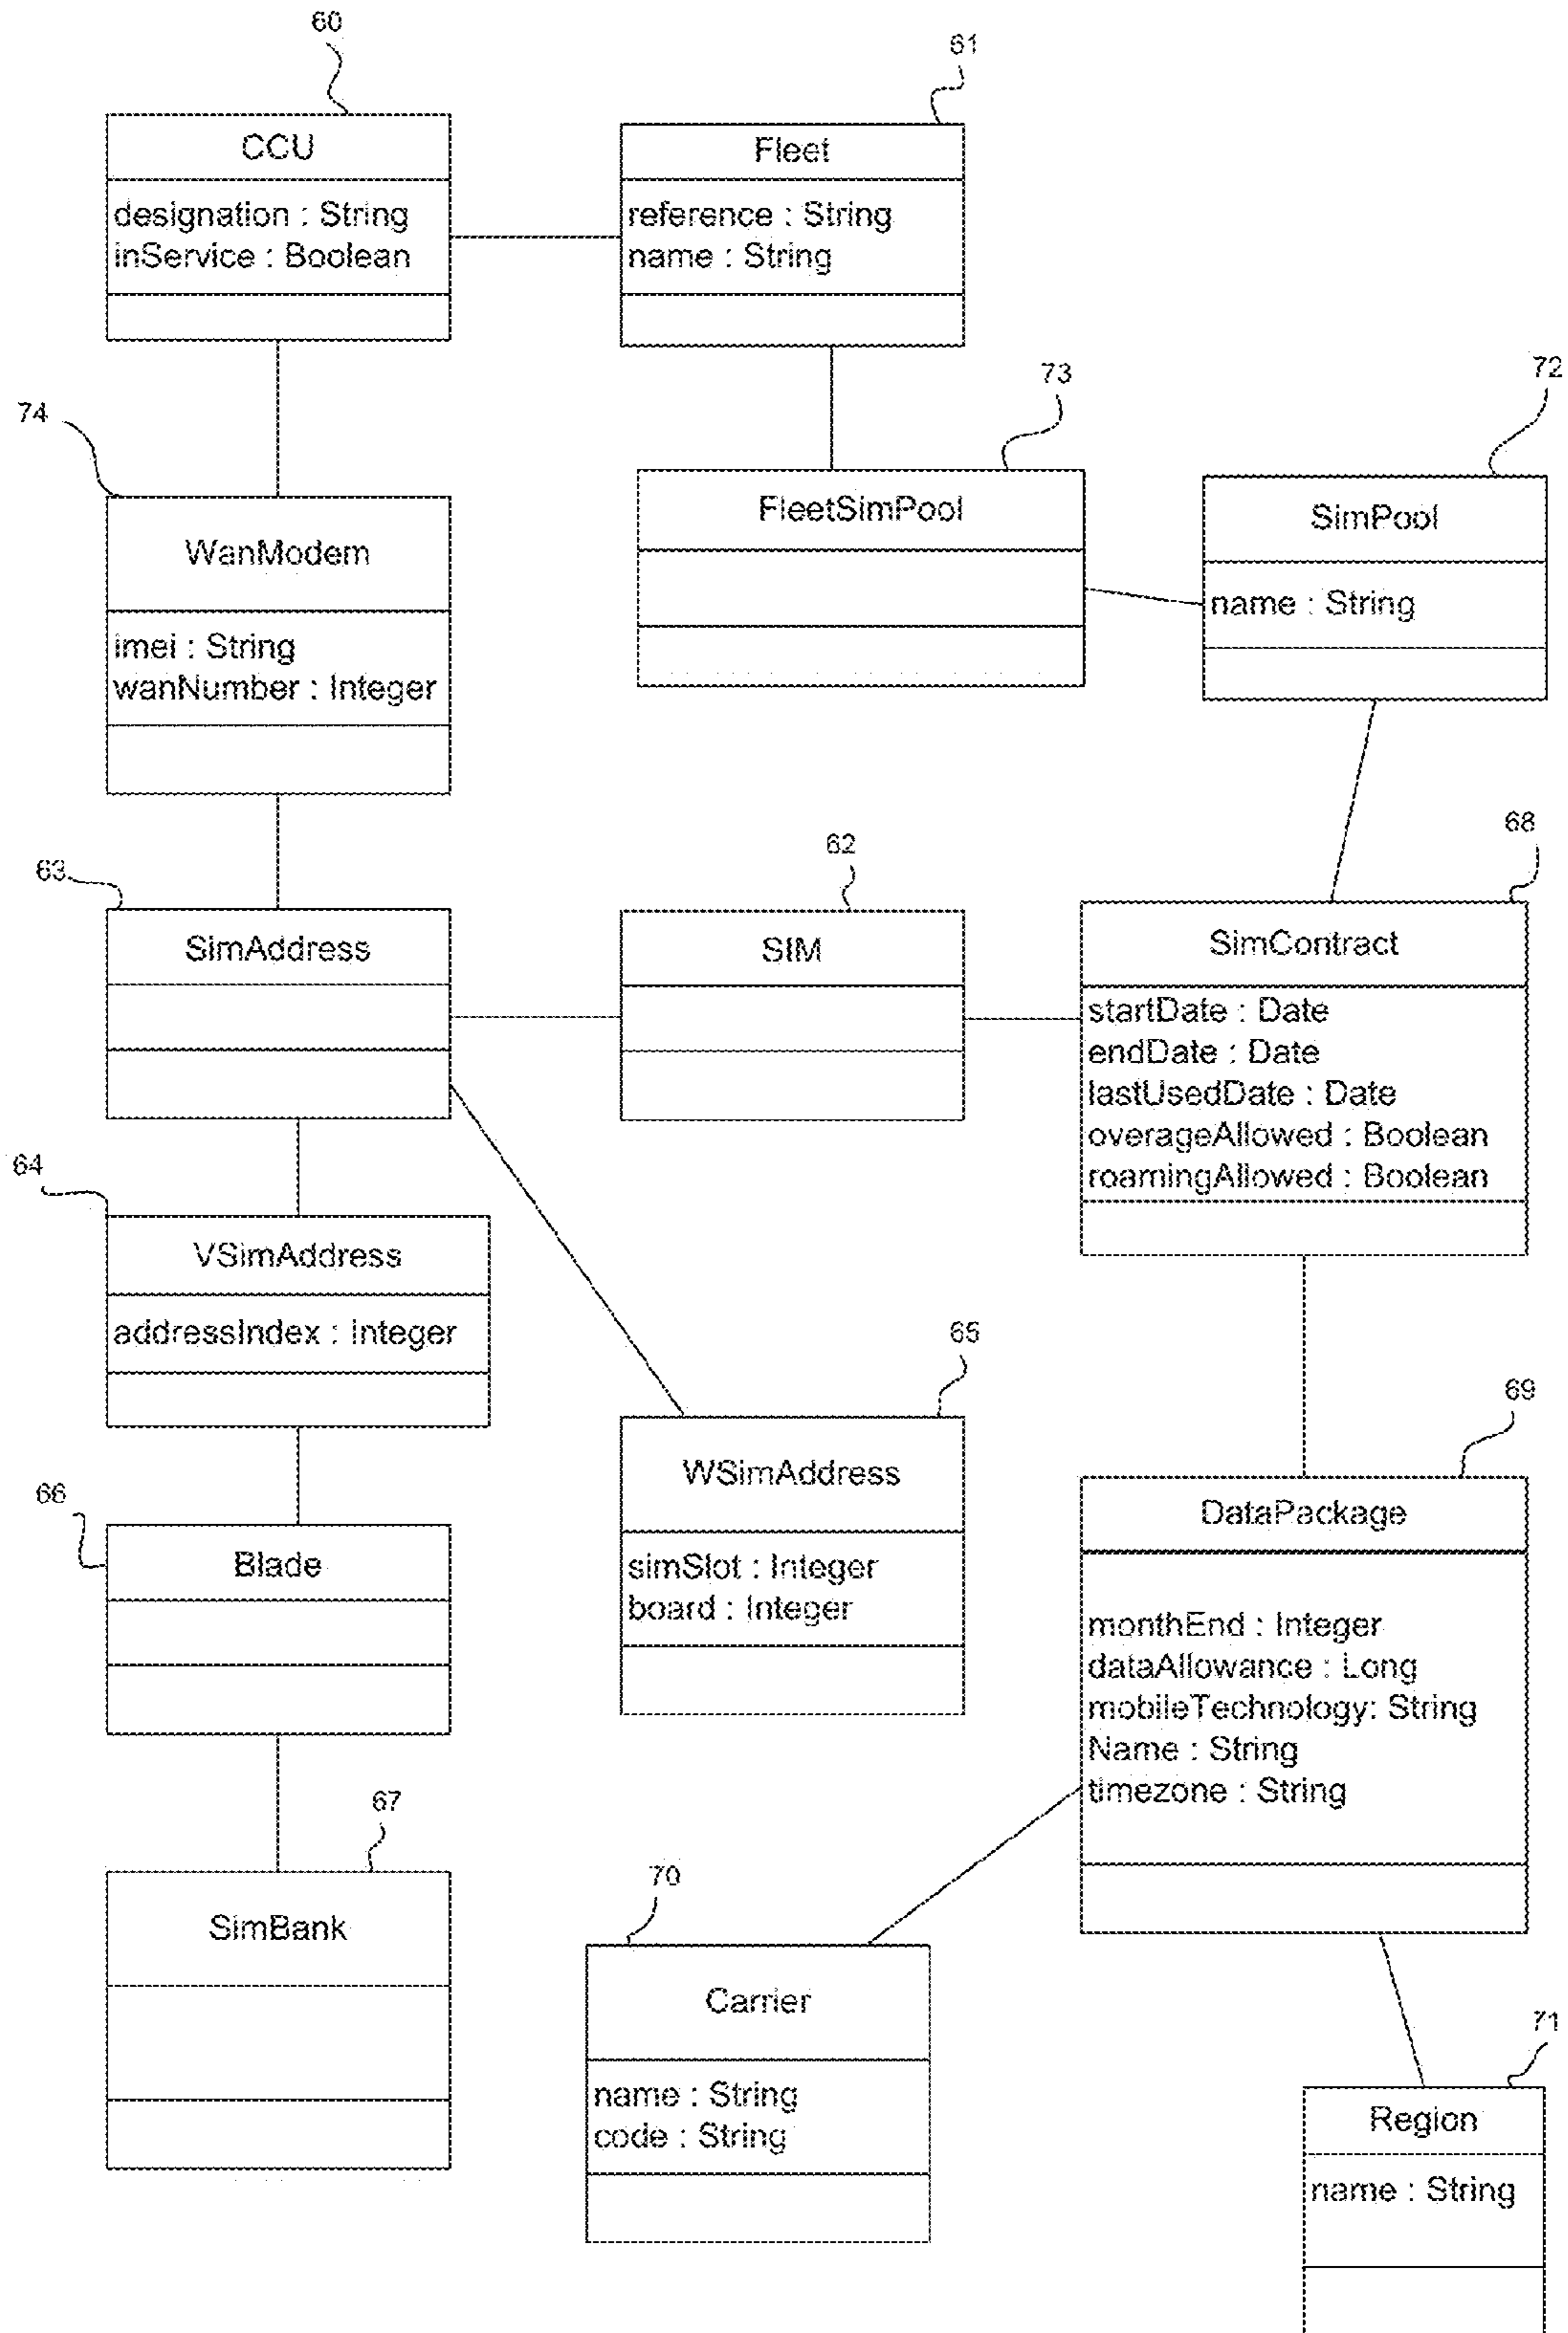 60
CCU
designation : String
inService : Boolean
61
Fleet
reference : String
name : String
74
WanModem
imei : String
wanNumber : Integer
73
FleetSimPool
72
SimPool
name : String
63
SimAddress
62
SIM
68
SimContract
startDate : Date
endDate : Date
lastUsedDate : Date
overageAllowed : Boolean
roamingAllowed : Boolean
64
VSimAddress
addressIndex : Integer
65
WSimAddress
simSlot : Integer
board : Integer
66
Blade
69
DataPackage
monthEnd : Integer
dataAllowance : Long
mobileTechnology: String
Name : String
timezone : String
67
SimBank
70
Carrier
name : String
code : String
71
Region
name : String